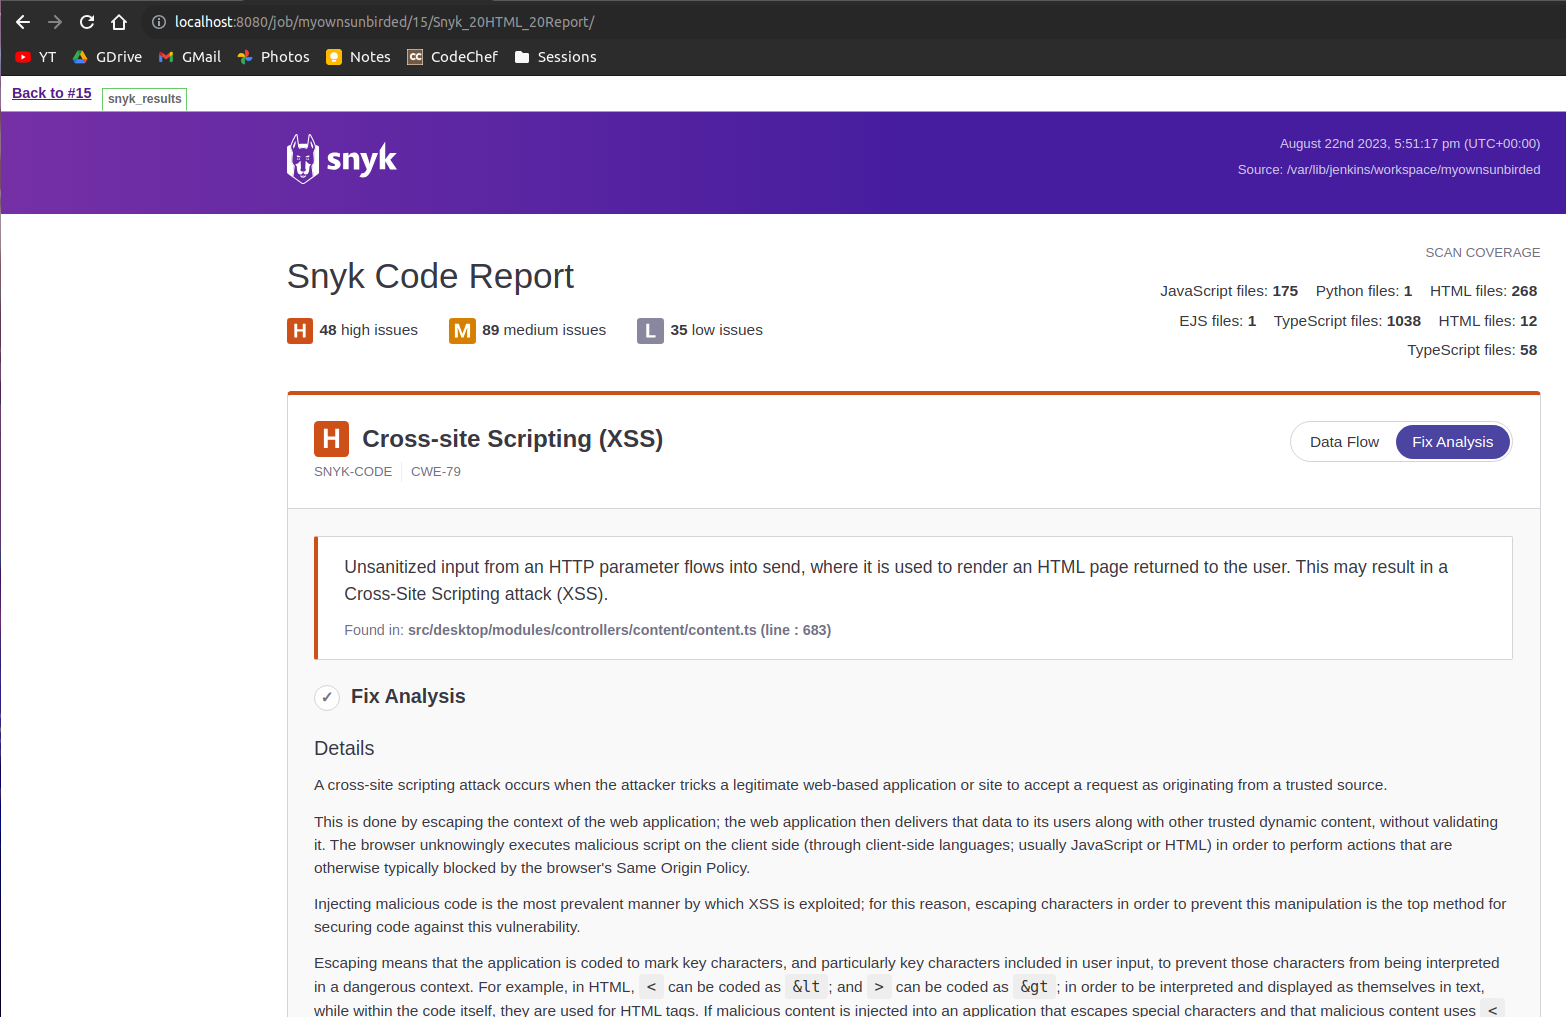 localhost:8080/job/myownsunbirded/15/Snyk_20HTML_20Report/
YT GDrive GMail Photos Notes CodeChef Sessions
Back to #15 snyk_results
snyk
August 22nd 2023, 5:51:17 pm (UTC+00:00)
Source: /var/lib/jenkins/workspace/myownsunbirded
Snyk Code Report
H 48 high issues M 89 medium issues L 35 low issues
SCAN COVERAGE
JavaScript files: 175 Python files: 1 HTML files: 268
EJS files: 1 TypeScript files: 1038 HTML files: 12
TypeScript files: 58
H Cross-site Scripting (XSS)
SNYK-CODE CWE-79
Data Flow Fix Analysis
Unsanitized input from an HTTP parameter flows into send, where it is used to render an HTML page returned to the user. This may result in a
Cross-Site Scripting attack (XSS).
Found in: src/desktop/modules/controllers/content/content.ts (line : 683)
✓ Fix Analysis
Details
A cross-site scripting attack occurs when the attacker tricks a legitimate web-based application or site to accept a request as originating from a trusted source.
This is done by escaping the context of the web application; the web application then delivers that data to its users along with other trusted dynamic content, without validating
it. The browser unknowingly executes malicious script on the client side (through client-side languages; usually JavaScript or HTML) in order to perform actions that are
otherwise typically blocked by the browser's Same Origin Policy.
Injecting malicious code is the most prevalent manner by which XSS is exploited; for this reason, escaping characters in order to prevent this manipulation is the top method for
securing code against this vulnerability.
Escaping means that the application is coded to mark key characters, and particularly key characters included in user input, to prevent those characters from being interpreted
in a dangerous context. For example, in HTML, < can be coded as &lt ; and > can be coded as &gt ; in order to be interpreted and displayed as themselves in text,
while within the code itself, they are used for HTML tags. If malicious content is injected into an application that escapes special characters and that malicious content uses <